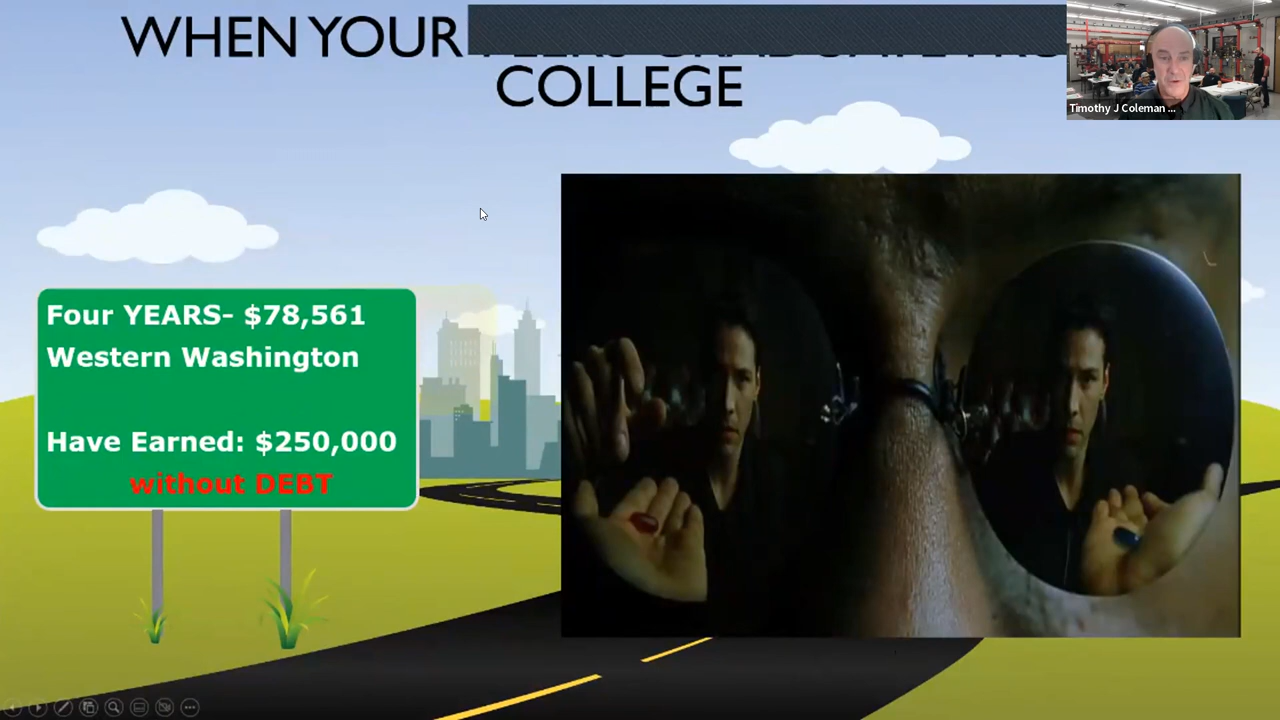 WHEN YOUR
COLLEGE
Timothy J Coleman ...
Four YEARS- $78,561
Western Washington
Have Earned: $250,000
without DEBT